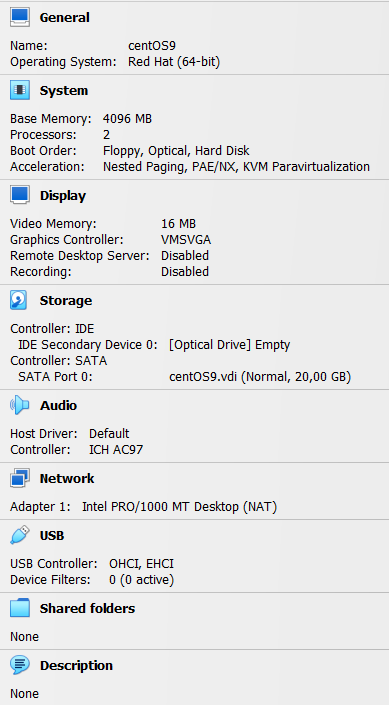 General
Name: centOS9
Operating System: Red Hat (64-bit)
System
Base Memory: 4096 MB
Processors: 2
Boot Order: Floppy, Optical, Hard Disk
Acceleration: Nested Paging, PAE/NX, KVM Paravirtualization
Display
Video Memory: 16 MB
Graphics Controller: VMSVGA
Remote Desktop Server: Disabled
Recording: Disabled
Storage
Controller: IDE
IDE Secondary Device 0: [Optical Drive] Empty
Controller: SATA
SATA Port 0: centOS9.vdi (Normal, 20,00 GB)
Audio
Host Driver: Default
Controller: ICH AC97
Network
Adapter 1: Intel PRO/1000 MT Desktop (NAT)
USB
USB Controller: OHCI, EHCI
Device Filters: 0 (0 active)
Shared folders
None
Description
None